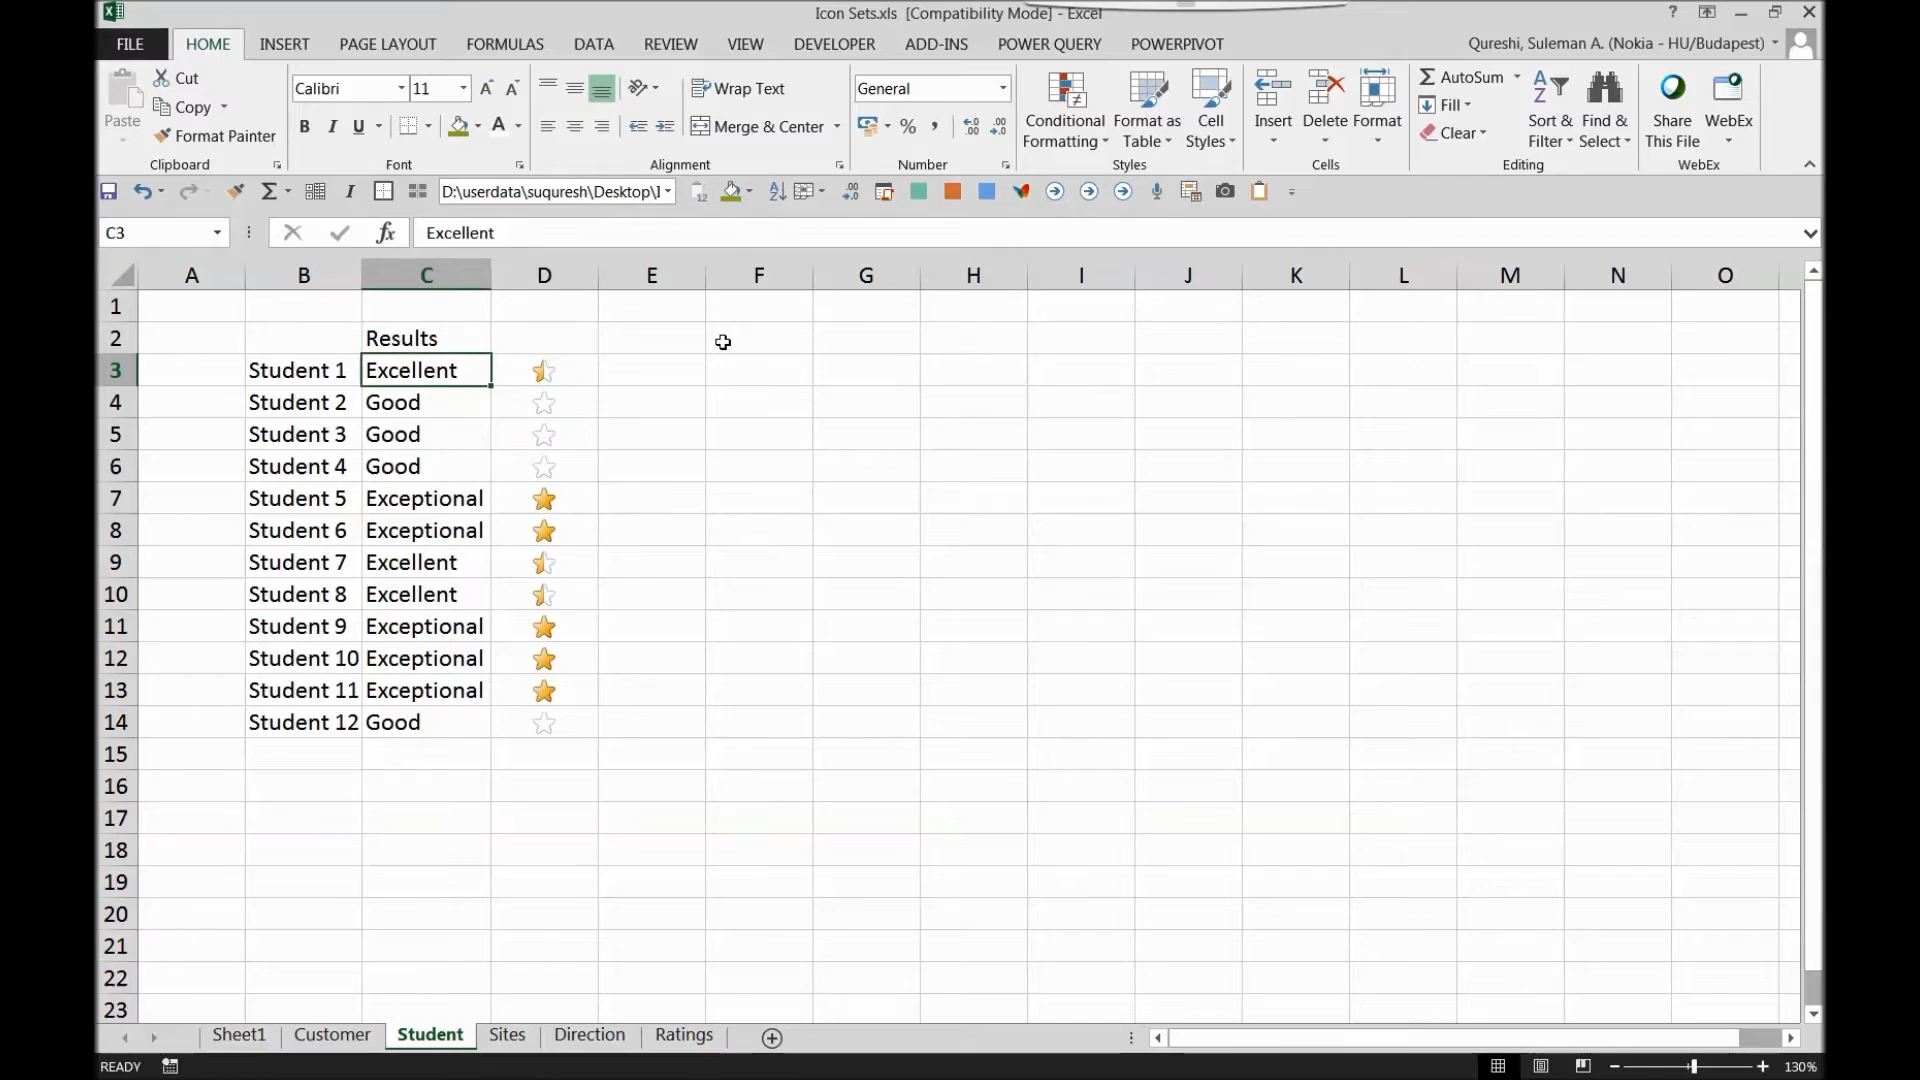 Icon Sets.xls [Compatibility Mode] - Excel
FILE HOME INSERT PAGE LAYOUT FORMULAS DATA REVIEW VIEW DEVELOPER ADD-INS POWER QUERY POWERPIVOT Qureshi, Suleman A. (Nokia - HU/Budapest)
Paste
Cut
Copy
Format Painter
Clipboard
Calibri 11
B I U A
Font
Wrap Text
Merge & Center
Alignment
General
%
Number
Conditional Formatting
Format as Table
Cell Styles
Styles
Insert Delete Format
Cells
AutoSum
Fill
Clear
Sort & Filter
Find & Select
Editing
Share This File
WebEx
WebEx
D:\userdata\suquresh\Desktop\I
C3 fx Excellent
A B C D E F G H I J K L M N O
1
2 Results
3 Student 1 Excellent
4 Student 2 Good
5 Student 3 Good
6 Student 4 Good
7 Student 5 Exceptional
8 Student 6 Exceptional
9 Student 7 Excellent
10 Student 8 Excellent
11 Student 9 Exceptional
12 Student 10 Exceptional
13 Student 11 Exceptional
14 Student 12 Good
15
16
17
18
19
20
21
22
23
Sheet1 Customer Student Sites Direction Ratings
READY 130%